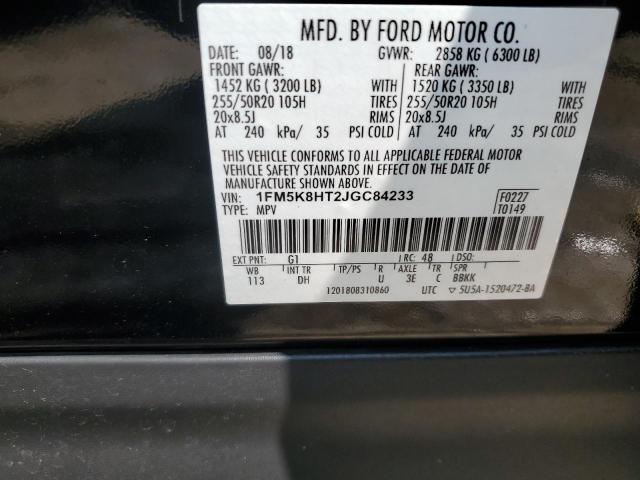 MFD. BY FORD MOTOR CO.
DATE: 08/18 GVWR: 2858 KG ( 6300 LB)
FRONT GAWR: REAR GAWR:
1452 KG ( 3200 LB) WITH 1520 KG ( 3350 LB) WITH
255/50R20 105H TIRES 255/50R20 105H TIRES
20x8.5J RIMS 20x8.5J RIMS
AT 240 kPa/ 35 PSI COLD AT 240 kPa/ 35 PSI COLD
THIS VEHICLE CONFORMS TO ALL APPLICABLE FEDERAL MOTOR
VEHICLE SAFETY STANDARDS IN EFFECT ON THE DATE OF
MANUFACTURE SHOWN ABOVE.
VIN: 1FM5K8HT2JGC84233 F0227
TYPE: MPV T0149
EXT PNT: G1 RC: 48 DSO:
WB INT TR TP/PS R AXLE TR SPR
113 DH U 3E C BBKK
1201808310860 UTC ▽ 5U5A-1520472-BA